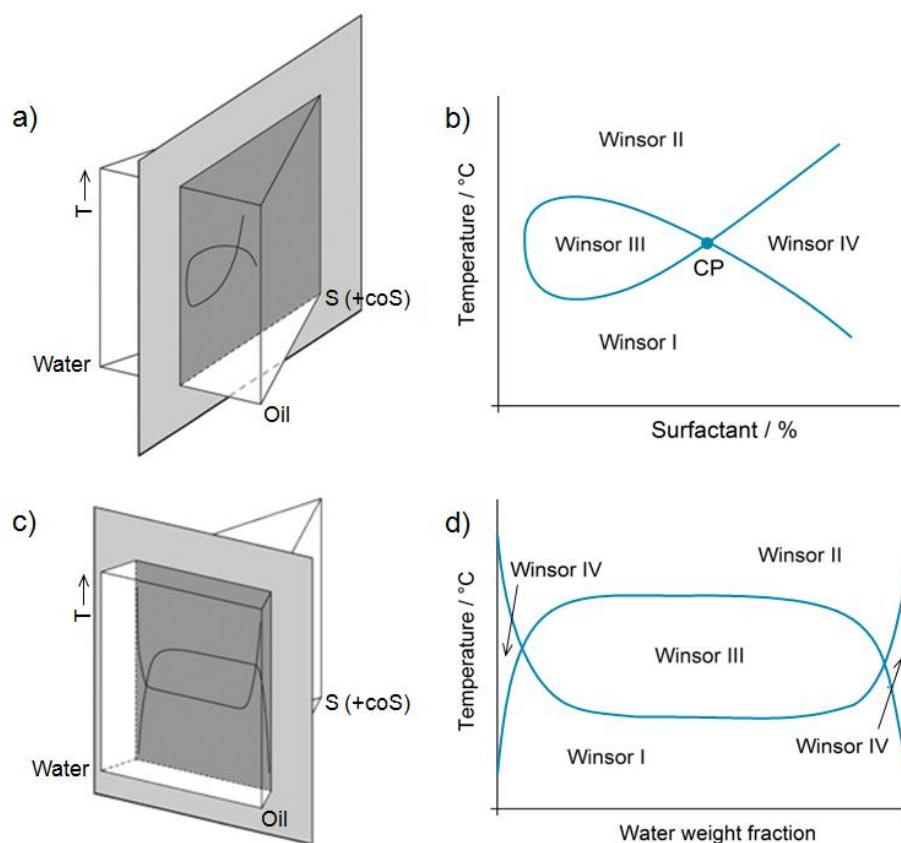 a)
T →
S (+coS)
Water
Oil
b)
Temperature / °C
Winsor II
Winsor III
Winsor IV
CP
Winsor I
Surfactant / %
c)
T →
S (+coS)
Water
Oil
d)
Temperature / °C
Winsor II
Winsor IV
Winsor III
Winsor I
Winsor IV
Water weight fraction